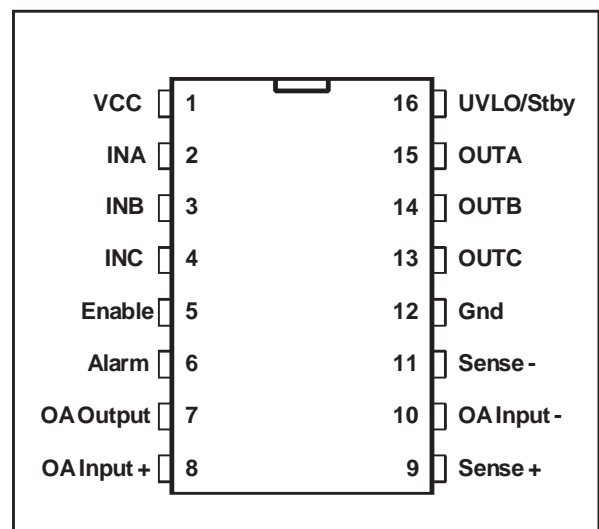 VCC 1 16 UVLO/Stby
INA 2 15 OUTA
INB 3 14 OUTB
INC 4 13 OUTC
Enable 5 12 Gnd
Alarm 6 11 Sense -
OA Output 7 10 OA Input -
OA Input + 8 9 Sense +